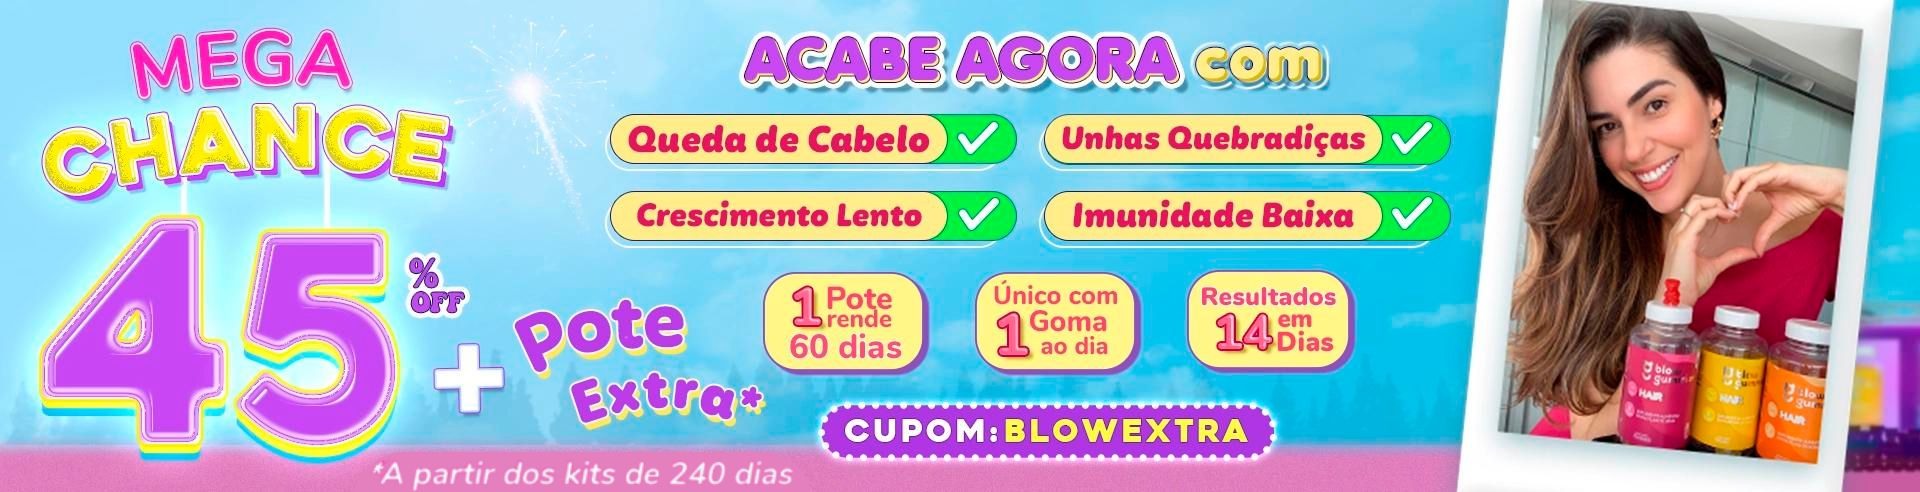 MEGA
CHANCE
45
%
OFF
+ Pote
Extra*
*A partir dos kits de 240 dias
ACABE AGORA com
Queda de Cabelo
Unhas Quebradiças
Crescimento Lento
Imunidade Baixa
1 Pote
rende
60 dias
Único com
1 Goma
ao dia
Resultados
14 em
Dias
CUPOM:BLOWEXTRA
HAIR
HAIR
HAIR